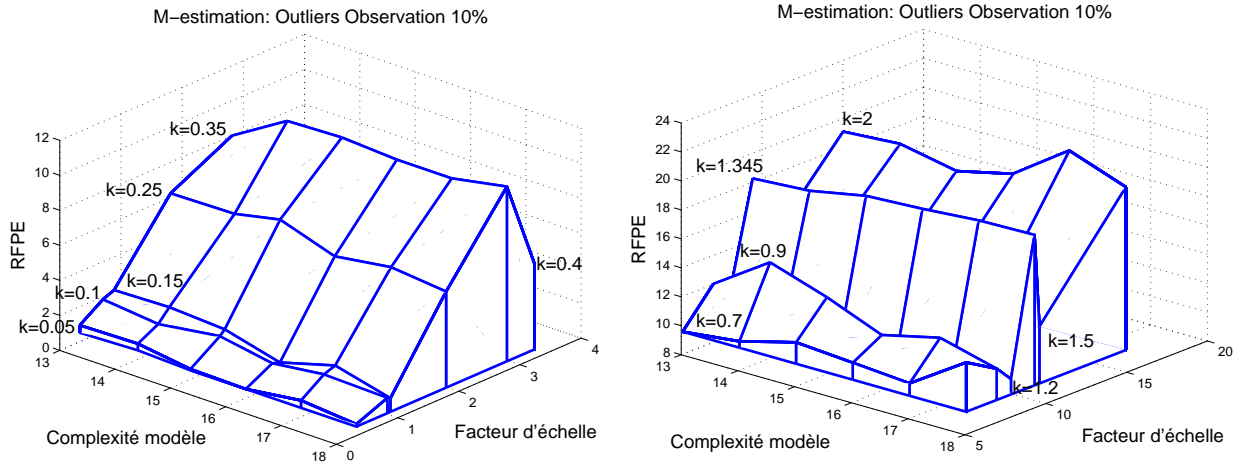 M−estimation: Outliers Observation 10%
12
10
8
6
4
2
0
RFPE
k=0.35
k=0.25
k=0.15
k=0.1
k=0.05
k=0.4
13
14
15
16
17
18
Complexité modèle
0
1
2
3
4
Facteur d'échelle
M−estimation: Outliers Observation 10%
24
22
20
18
16
14
12
10
8
RFPE
k=2
k=1.345
k=0.9
k=0.7
k=1.5
k=1.2
13
14
15
16
17
18
Complexité modèle
5
10
15
20
Facteur d'échelle